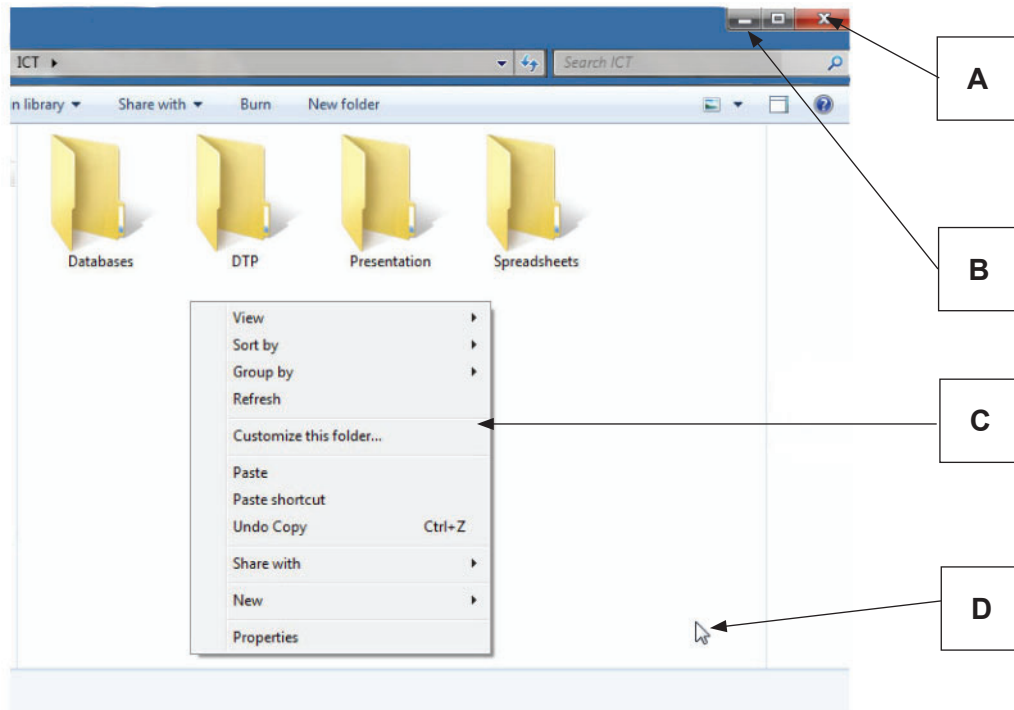 ICT
Search ICT
n library Share with Burn New folder
A
Databases DTP Presentation Spreadsheets
B
View
Sort by
Group by
Refresh
Customize this folder...
C
Paste
Paste shortcut
Undo Copy Ctrl+Z
Share with
New
D
Properties